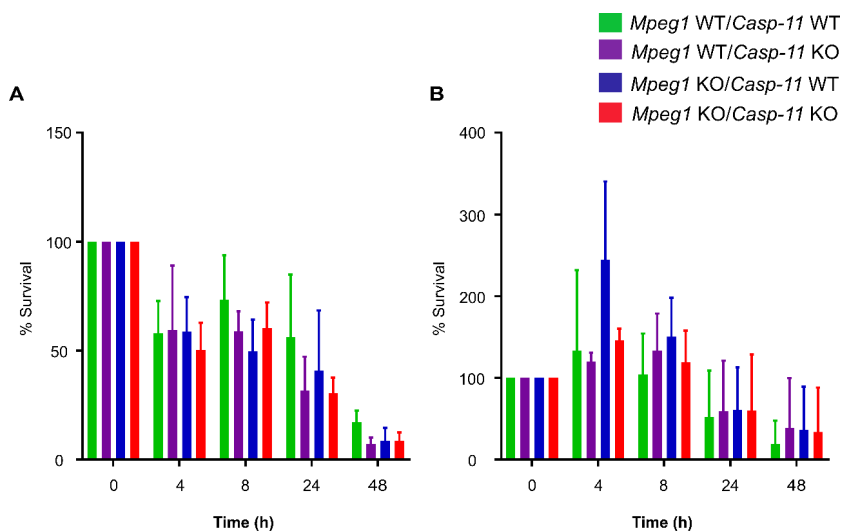 Mpeg1 WT/Casp-11 WT
Mpeg1 WT/Casp-11 KO
Mpeg1 KO/Casp-11 WT
Mpeg1 KO/Casp-11 KO
A
150
100
50
0
% Survival
0 4 8 24 48
Time (h)
B
400
300
200
100
0
% Survival
0 4 8 24 48
Time (h)